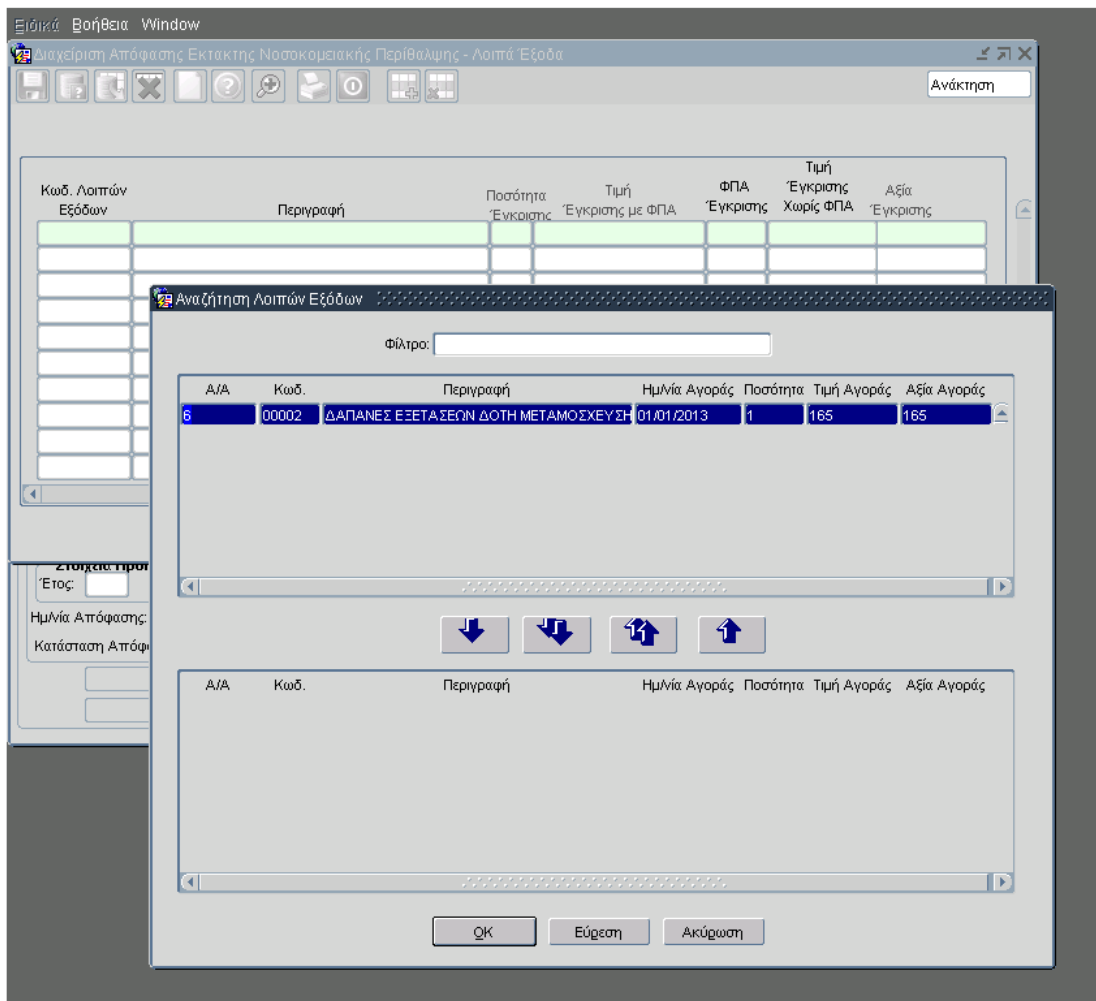 Ειδικά Βοήθεια Window
Διαχείριση Απόφασης Εκτακτης Νοσοκομειακής Περίθαλψης - Λοιπά Έξοδα
Ανάκτηση
Κωδ. Λοιπών Εξόδων Περιγραφή Ποσότητα Έγκρισης Τιμή Έγκρισης με ΦΠΑ ΦΠΑ Έγκρισης Τιμή Έγκρισης Χωρίς ΦΠΑ Αξία Έγκρισης
Αναζήτηση Λοιπών Εξόδων
Φίλτρο:
Α/Α Κωδ. Περιγραφή Ημ/νία Αγοράς Ποσότητα Τιμή Αγοράς Αξία Αγοράς
6 00002 ΔΑΠΑΝΕΣ ΕΞΕΤΑΣΕΩΝ ΔΟΤΗ ΜΕΤΑΜΟΣΧΕΥΣΗ 01/01/2013 1 165 165
Έτος:
Ημ/νία Απόφασης:
Κατάσταση Απόφ
Α/Α Κωδ. Περιγραφή Ημ/νία Αγοράς Ποσότητα Τιμή Αγοράς Αξία Αγοράς
OK Εύρεση Ακύρωση